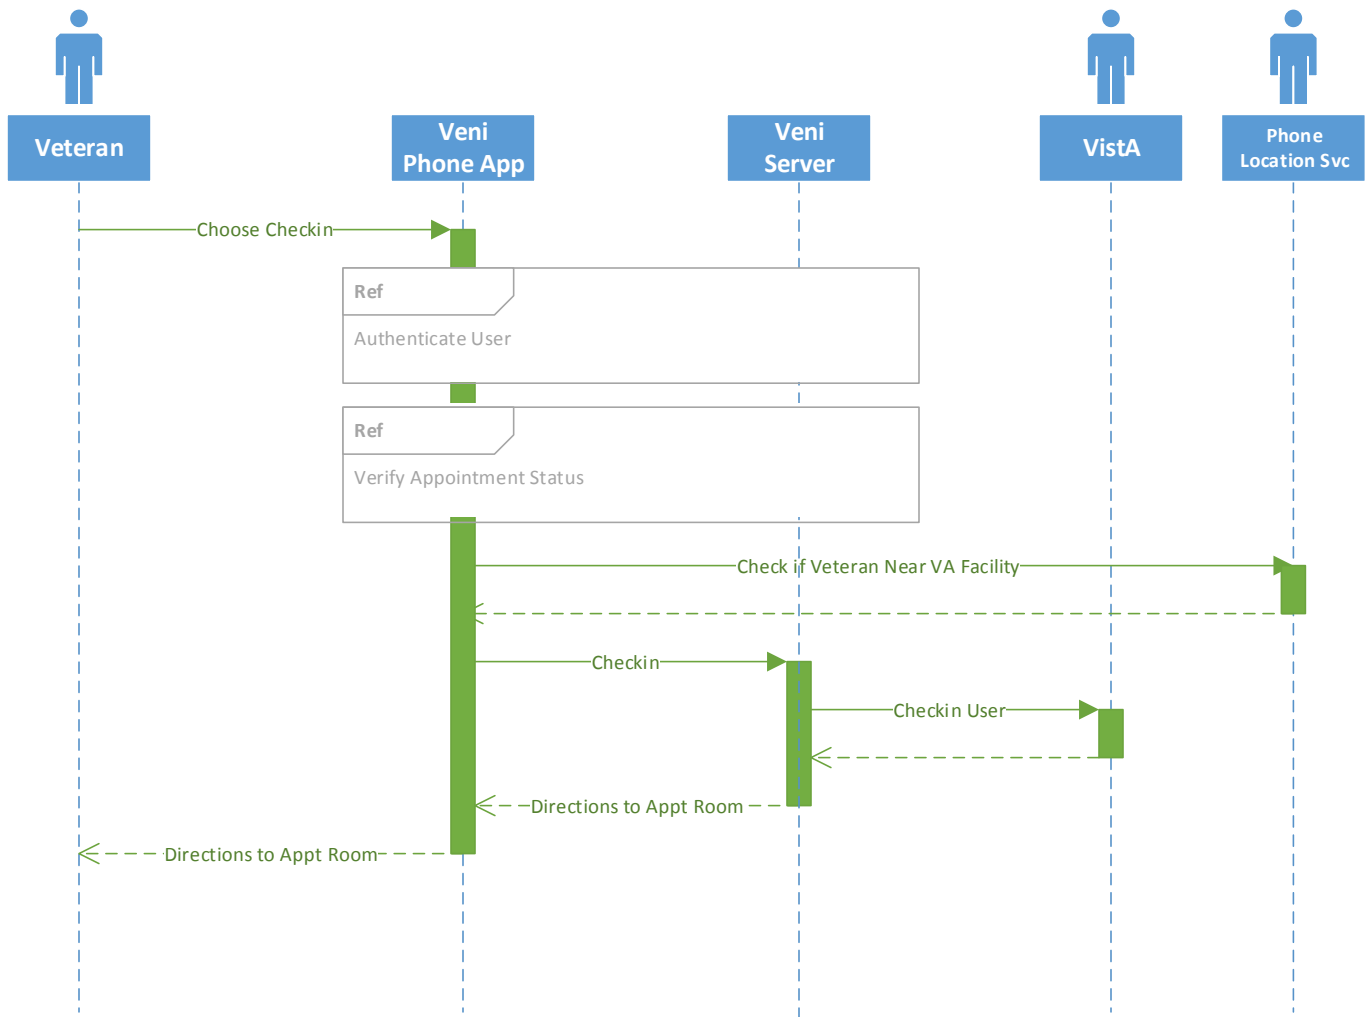 Veteran
Veni
Phone App
Veni
Server
VistA
Phone
Location Svc
Choose Checkin
Ref
Authenticate User
Ref
Verify Appointment Status
Check if Veteran Near VA Facility
Checkin
Checkin User
Directions to Appt Room
Directions to Appt Room